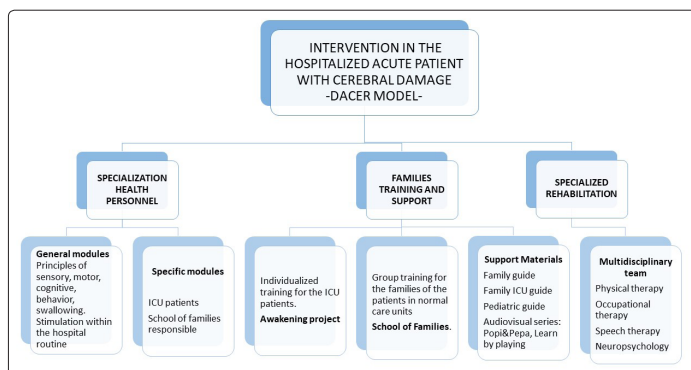 INTERVENTION IN THE
HOSPITALIZED ACUTE PATIENT
WITH CEREBRAL DAMAGE
-DACER MODEL-
SPECIALIZATION
HEALTH
PERSONNEL
FAMILIES
TRAINING AND
SUPPORT
SPECIALIZED
REHABILITATION
General modules
Principles of
sensory, motor,
cognitive,
behavior,
swallowing.
Stimulation within
the hospital
routine
Specific modules
ICU patients
School of families
responsible
Individualized
training for the ICU
patients.
Awakening project
Group training for
the families of the
patients in normal
care units
School of Families.
Support Materials
Family guide
Family ICU guide
Pediatric guide
Audiovisual series:
Popi&Pepa, Learn
by playing
Multidisciplinary
team
Physical therapy
Occupational
therapy
Speech therapy
Neuropsychology